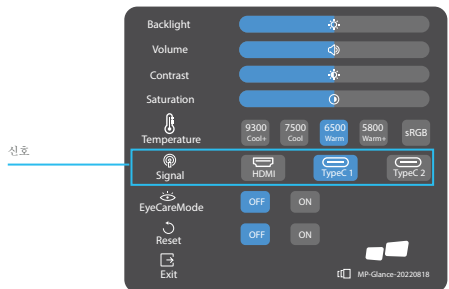 Backlight
Volume
Contrast
Saturation
Temperature
9300 Cool+
7500 Cool
6500 Warm
5800 Warm+
sRGB
신호
Signal
HDMI
TypeC 1
TypeC 2
EyeCareMode
OFF
ON
Reset
OFF
ON
Exit
MP-Glance-20220818